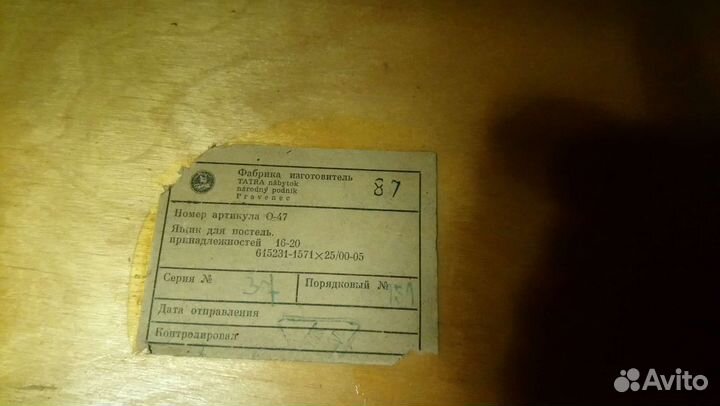 Фабрика изготовитель
TATRA nábytok
národný podnik
Pravenec
87
Номер артикула О-47
Ящик для постель.
принадлежностей 16-20
615231-1571×25/00-05
Серия № 37
Порядковый №
Дата отправления
Контролировал
Avito